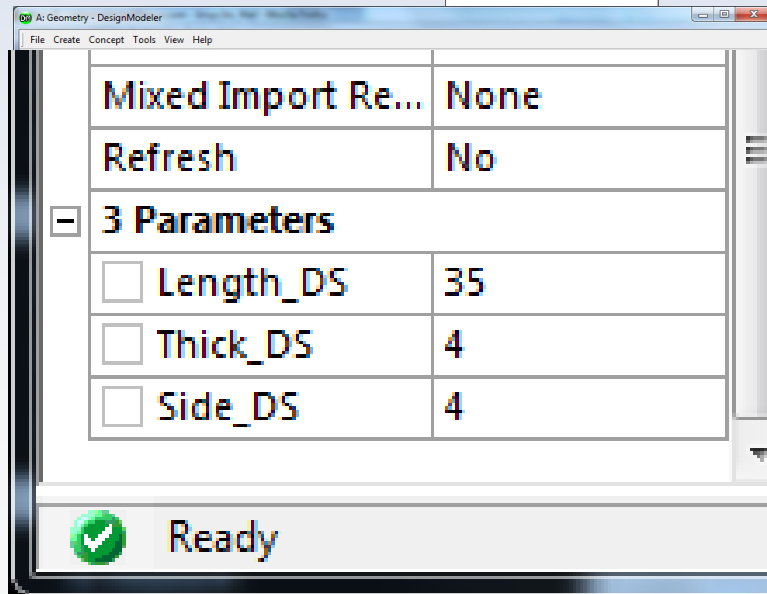 A: Geometry - DesignModeler
File Create Concept Tools View Help
Mixed Import Re... None
Refresh No
3 Parameters
Length_DS 35
Thick_DS 4
Side_DS 4
Ready